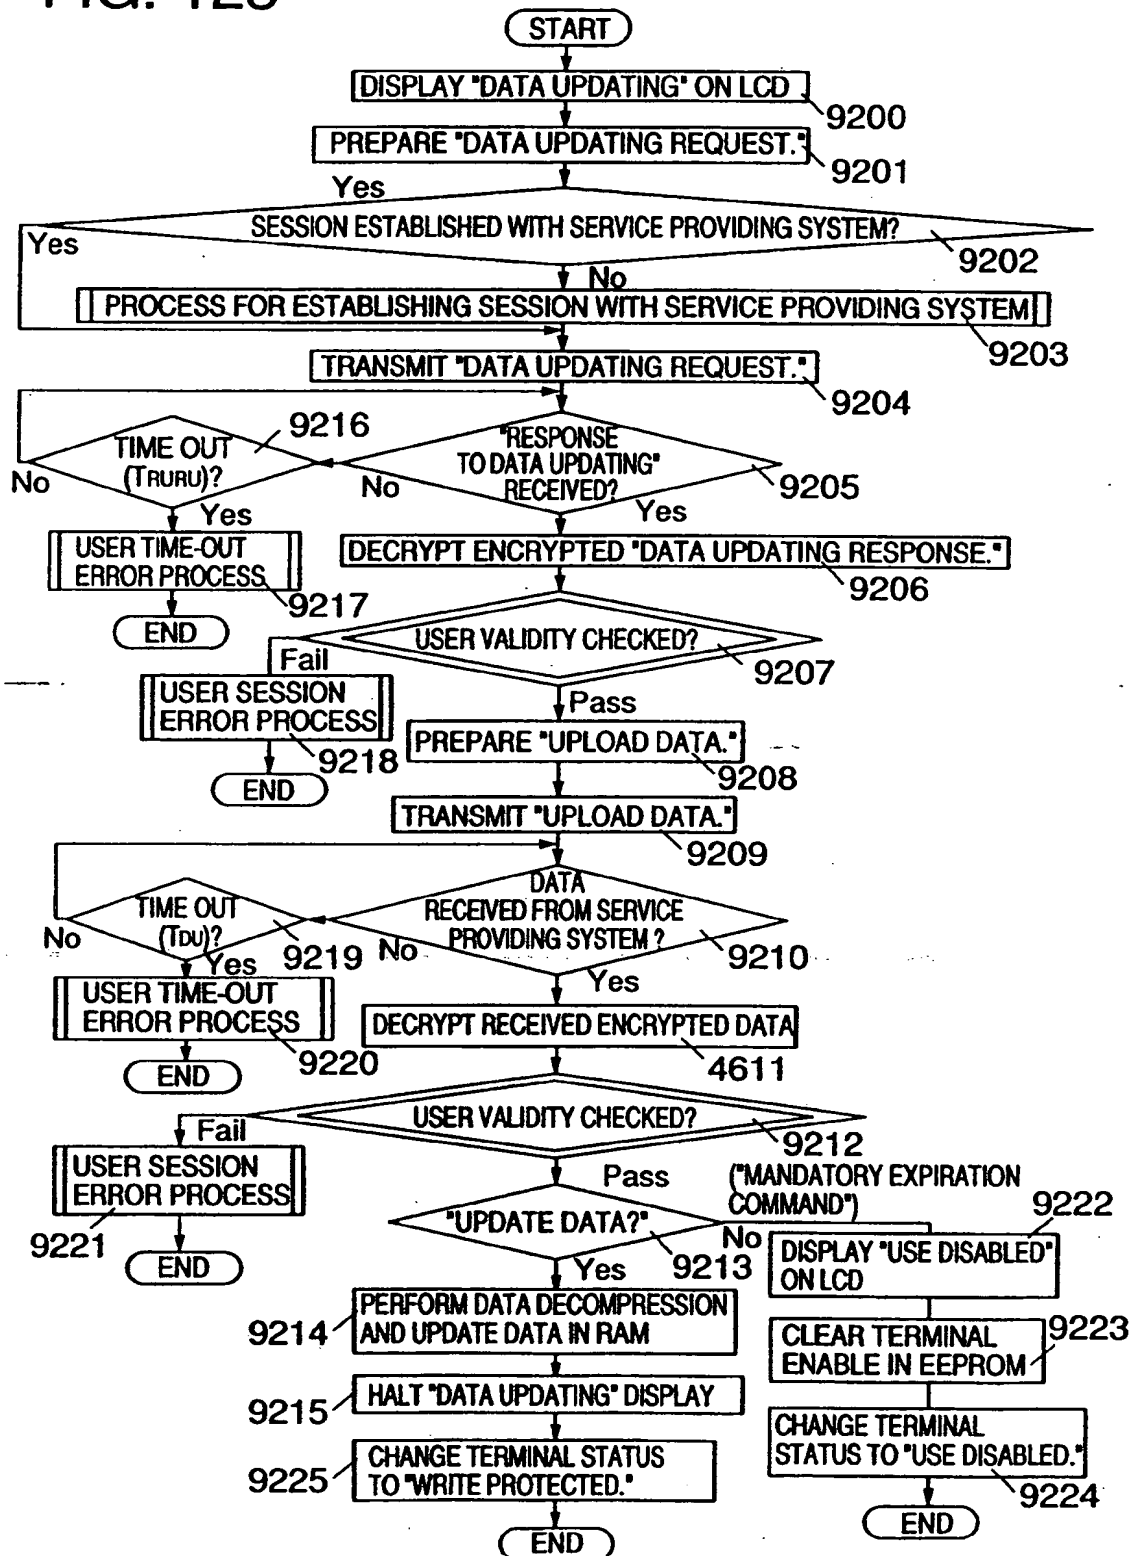 START
DISPLAY "DATA UPDATING" ON LCD
9200
PREPARE "DATA UPDATING REQUEST."
9201
Yes
SESSION ESTABLISHED WITH SERVICE PROVIDING SYSTEM?
Yes
9202
No
PROCESS FOR ESTABLISHING SESSION WITH SERVICE PROVIDING SYSTEM
9203
TRANSMIT "DATA UPDATING REQUEST."
9204
9216
TIME OUT
(TRURU)?
No
"RESPONSE
TO DATA UPDATING"
RECEIVED?
No
9205
Yes
Yes
USER TIME-OUT
ERROR PROCESS
9217
END
DECRYPT ENCRYPTED "DATA UPDATING RESPONSE."
9206
USER VALIDITY CHECKED?
9207
Fail
USER SESSION
ERROR PROCESS
9218
END
Pass
PREPARE "UPLOAD DATA."
9208
TRANSMIT "UPLOAD DATA."
9209
DATA
RECEIVED FROM SERVICE
PROVIDING SYSTEM ?
9210
No
TIME OUT
(TDU)?
No
9219
Yes
Yes
USER TIME-OUT
ERROR PROCESS
9220
END
DECRYPT RECEIVED ENCRYPTED DATA
4611
USER VALIDITY CHECKED?
9212
Fail
USER SESSION
ERROR PROCESS
9221
END
Pass
("MANDATORY EXPIRATION
COMMAND")
9222
"UPDATE DATA?"
No
9213
Yes
DISPLAY "USE DISABLED"
ON LCD
PERFORM DATA DECOMPRESSION
AND UPDATE DATA IN RAM
9214
CLEAR TERMINAL
ENABLE IN EEPROM
9223
HALT "DATA UPDATING" DISPLAY
9215
CHANGE TERMINAL
STATUS TO "USE DISABLED."
9224
CHANGE TERMINAL STATUS
TO "WRITE PROTECTED."
9225
END
END